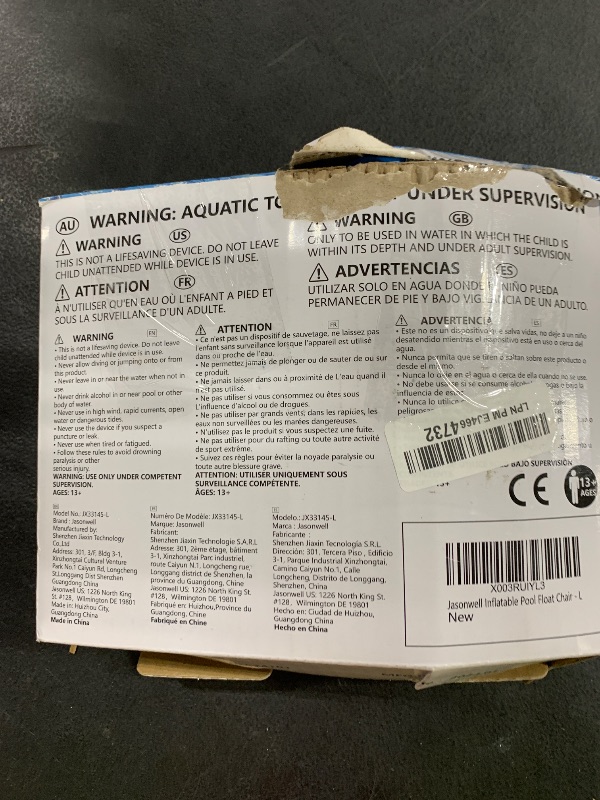 AU WARNING: AQUATIC TO
UNDER SUPERVISION
WARNING US
THIS IS NOT A LIFESAVING DEVICE. DO NOT LEAVE
CHILD UNATTENDED WHILE DEVICE IS IN USE.
ATTENTION FR
À N'UTILISER QU'EN EAU OÙ L'ENFANT A PIED ET
SOUS LA SURVEILLANCE D'UN ADULTE.
WARNING GB
ONLY TO BE USED IN WATER IN WHICH THE CHILD IS
WITHIN ITS DEPTH AND UNDER ADULT SUPERVISION.
ADVERTENCIAS ES
UTILIZAR SOLO EN AGUA DONDE NIÑO PUEDA
PERMANECER DE PIE Y BAJO VIG CIA DE UN ADULTO.
WARNING EN
• This is not a lifesaving device. Do not leave
child unattended while device is in use.
• Never allow diving or jumping onto or from
this product.
• Never leave in or near the water when not in
use.
• Never drink alcohol in or near pool or other
body of water.
• Never use in high wind, rapid currents, open
water or dangerous tides.
• Never use the device if you suspect a
puncture or leak.
• Never use when tired or fatigued.
• Follow these rules to avoid drowning
paralysis or other
serious injury.
WARNING: USE ONLY UNDER COMPETENT
SUPERVISION.
AGES: 13+
ATTENTION FR
• Ce n'est pas un dispositif de sauvetage, ne laissez pas
l'enfant sans surveillance lorsque l'appareil est utilisé
dans ou proche de l'eau.
• Ne permettez jamais de plonger ou de sauter de ou sur
ce produit.
• Ne jamais laisser dans ou à proximité de L'eau quand il
n'est pas utilisé.
• Ne pas utiliser si vous consommez ou êtes sous
L'influence d'alcool ou de drogues.
• Ne pas utiliser par grands vents, dans les rapides, les
eaux non surveillées ou les marées dangereuses.
• N'utilisez pas le produit si vous suspectez une fuite.
• Ne pas utiliser pour du rafting ou toute autre activité
de sport extrême.
• Suivez ces règles pour éviter la noyade paralysie ou
toute autre blessure grave.
ATTENTION: UTILISER UNIQUEMENT SOUS
SURVEILLANCE COMPÉTENTE.
ÂGES: 13+
ADVERTENCIA ES
• Este no es un dispositivo que salva vidas, no deje a un niño
desatendido mientras el dispositivo está en uso o cerca del
agua.
• Nunca permita que se tiren o saltan sobre este producto o
desde el mismo.
• Nunca lo deje en el agua o cerca de ella cuando no se use.
• No debe usarlo si se consume
influencia de
• Nunca lo utilice
peligrosas
LPN PM EJ4664732
BAJO SUPERVISIÓN
13+
CE
13+
AGES
EN
Model No.: JX33145-L
Brand : Jasonwell
Manufactured by:
Shenzhen Jiaxin Technology
Co.,Ltd
Address: 301, 3/F, Bldg 3-1,
Xinzhongtai Cultural Venture
Park No.1 Caiyun Rd, Longcheng
St,Longgang Dist Shenzhen
Guangdong China
Jasonwell US: 1226 North King
St. #128, Wilmington DE 19801
Made in: Huizhou City,
Guangdong China
Made in China
Numéro De Modèle: JX33145-L
Marque: Jasonwell
Fabricant:
Shenzhen Jiaxin Technologie S.A.R.L
Adresse: 301, 2ème étage, bâtiment
3-1, Xinzhongtai Parc industriel,
route Caiyun N.1, Longcheng rue,
Longgang district de Shenzhen, la
province du Guangdong, Chine
Jasonwell US: 1226 North King St.
#128, Wilmington DE 19801
Fabriqué en: Huizhou,Province du
Guangdong, Chine
Fabriqué en Chine
ES
Modelo.: JX33145-L
Marca : Jasonwell
Fabricante :
Shenzhen Jiaxin Tecnología S.R.L
Dirección: 301, Tercera Piso , Edificio
3-1, Parque Industrial Xinzhongtai,
Camino Caiyun No.1, Calle
Longcheng, Distrito de Longgang,
Shenzhen, China
Jasonwell US: 1226 North King St.
#128, Wilmington DE 19801
Hecho en: Ciudad de Huizhou,
Guangdong China
Hecho en China
X003RUIYL3
Jasonwell Inflatable Pool Float Chair - L
New